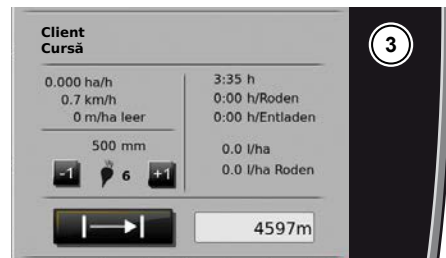 Client
Cursă
0.000 ha/h
0.7 km/h
0 m/ha leer
500 mm
-1
6
+1
3:35 h
0:00 h/Roden
0:00 h/Entladen
0.0 l/ha
0.0 l/ha Roden
4597m
3